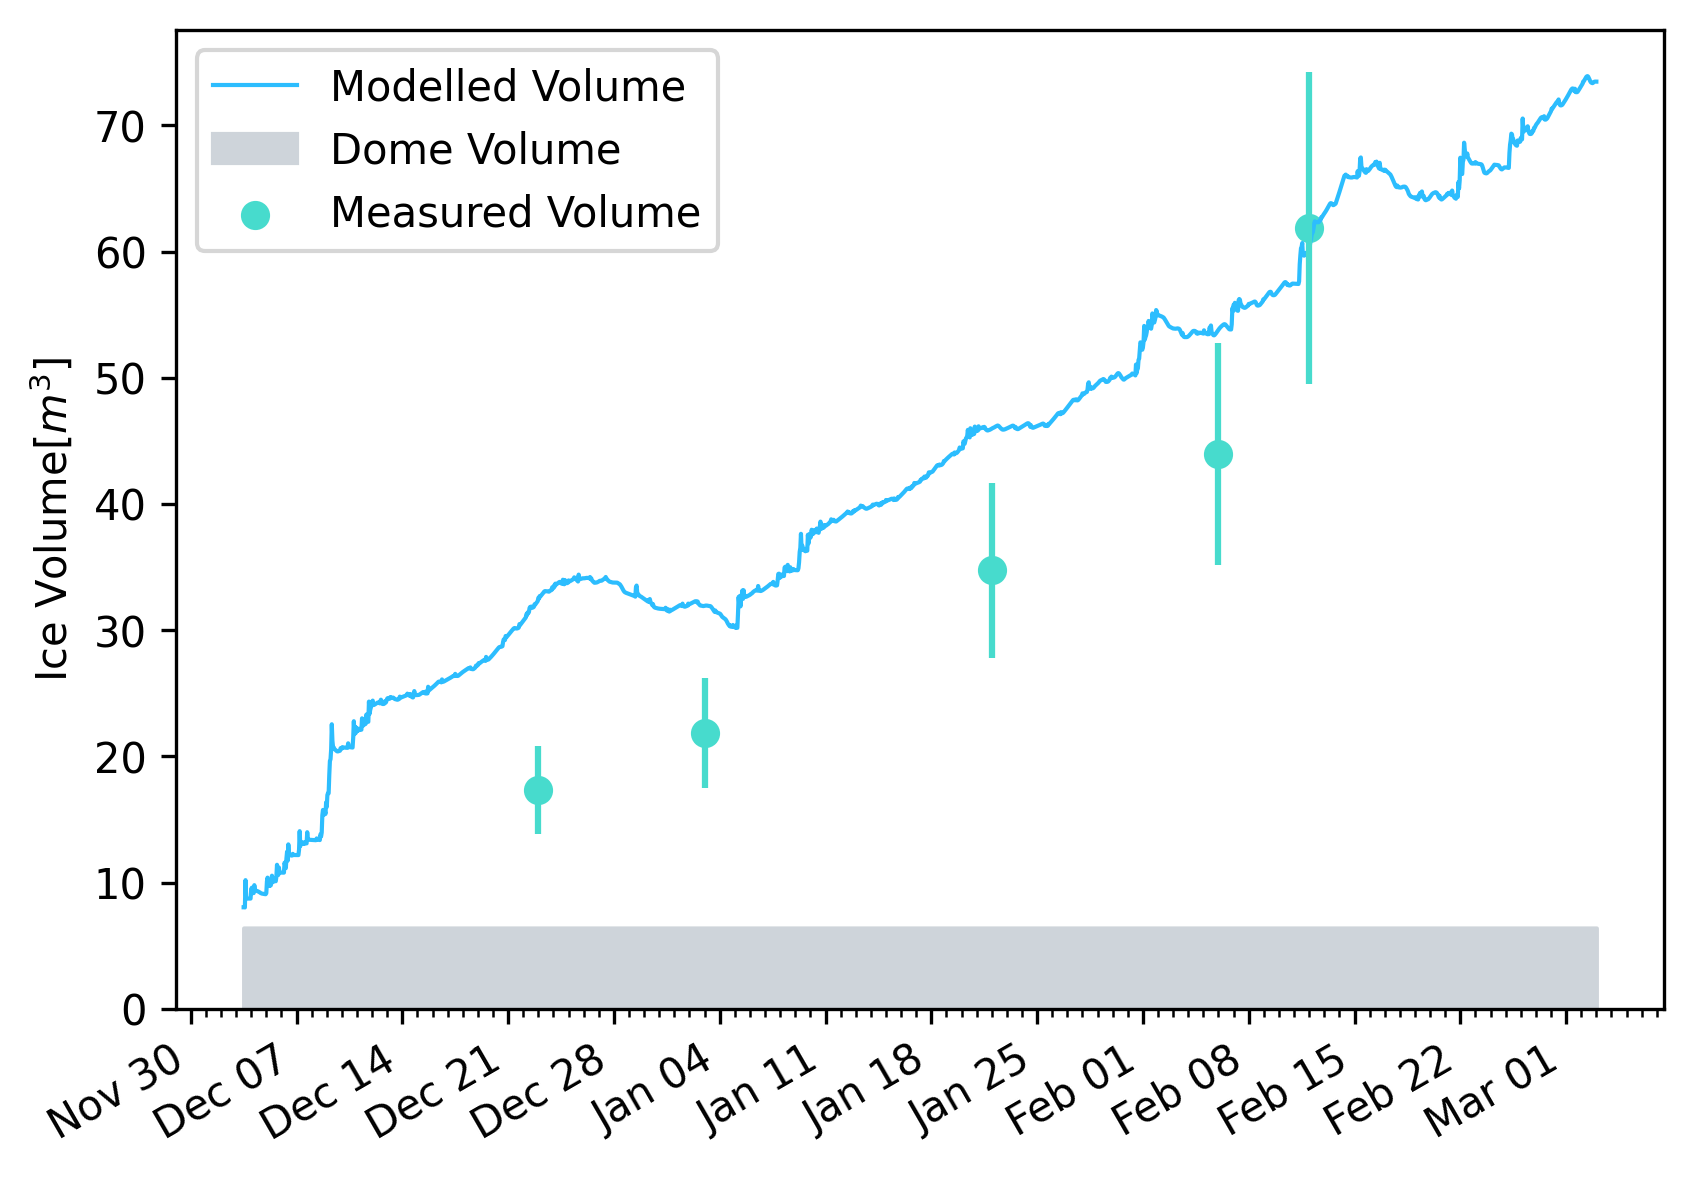 Modelled Volume
Dome Volume
Measured Volume
Ice Volume[m³]
70
60
50
40
30
20
10
0
Nov 30
Dec 07
Dec 14
Dec 21
Dec 28
Jan 04
Jan 11
Jan 18
Jan 25
Feb 01
Feb 08
Feb 15
Feb 22
Mar 01